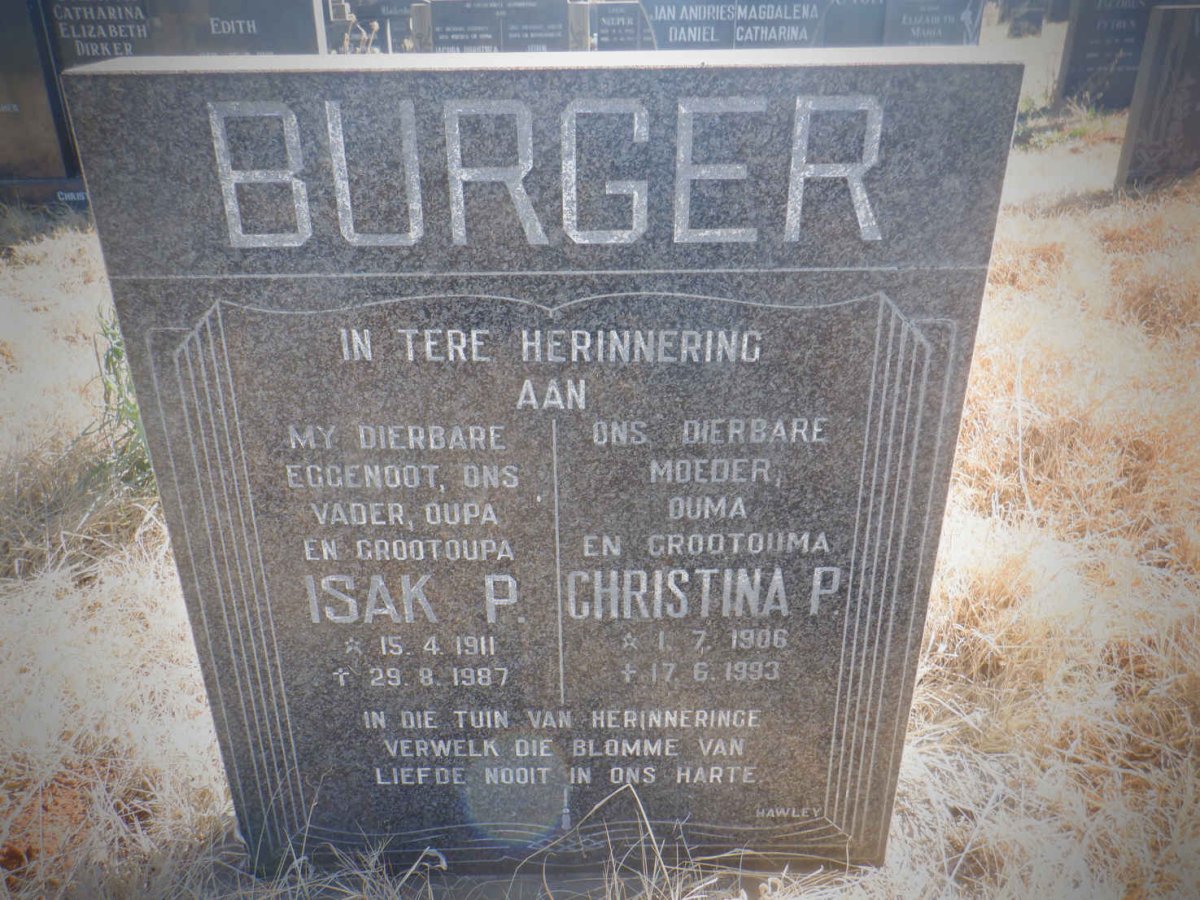 CATHARINA
ELIZABETH
DIRKER
EDITH
JAN ANDRIES
DANIEL
MAGDALENA
CATHARINA
ELIZABETH
MARIA
BURGER
IN TERE HERINNERING
AAN
MY DIERBARE
EGGENOOT, ONS
VADER, OUPA
EN GROOTOUPA
ISAK P.
☆ 15. 4. 1911
✝ 29. 8. 1987
ONS DIERBARE
MOEDER,
OUMA
EN GROOTOUMA
CHRISTINA P.
☆ 1. 7. 1906
✝ 17. 6. 1993
IN DIE TUIN VAN HERINNERINGE
VERWELK DIE BLOMME VAN
LIEFDE NOOIT IN ONS HARTE
HAWLEY